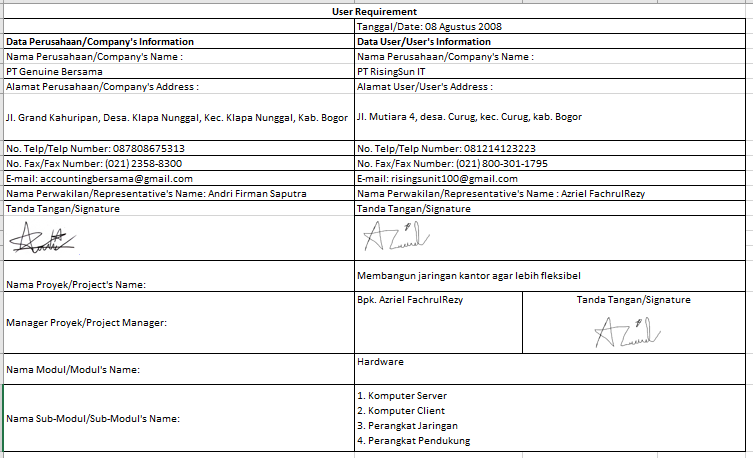 User Requirement
Tanggal/Date: 08 Agustus 2008
Data Perusahaan/Company's Information
Data User/User's Information
Nama Perusahaan/Company's Name :
Nama Perusahaan/Company's Name :
PT Genuine Bersama
PT RisingSun IT
Alamat Perusahaan/Company's Address :
Alamat User/User's Address :
Jl. Grand Kahuripan, Desa. Klapa Nunggal, Kec. Klapa Nunggal, Kab. Bogor
Jl. Mutiara 4, desa. Curug, kec. Curug, kab. Bogor
No. Telp/Telp Number: 087808675313
No. Telp/Telp Number: 081214123223
No. Fax/Fax Number: (021) 2358-8300
No. Fax/Fax Number: (021) 800-301-1795
E-mail: accountingbersama@gmail.com
E-mail: risingsunit100@gmail.com
Nama Perwakilan/Representative's Name: Andri Firman Saputra
Nama Perwakilan/Representative's Name : Azriel FachrulRezy
Tanda Tangan/Signature
Tanda Tangan/Signature
Nama Proyek/Project's Name:
Membangun jaringan kantor agar lebih fleksibel
Manager Proyek/Project Manager:
Bpk. Azriel FachrulRezy
Tanda Tangan/Signature
Nama Modul/Modul's Name:
Hardware
Nama Sub-Modul/Sub-Modul's Name:
1. Komputer Server
2. Komputer Client
3. Perangkat Jaringan
4. Perangkat Pendukung